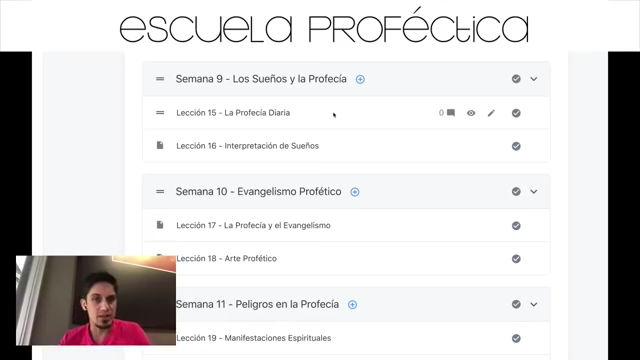 ESCUELA PROFÉCTICA
Semana 9 - Los Sueños y la Profecía
Lección 15 - La Profecía Diaria
0
Lección 16 - Interpretación de Sueños
Semana 10 - Evangelismo Profético
Lección 17 - La Profecía y el Evangelismo
Lección 18 - Arte Profético
Semana 11 - Peligros en la Profecía
Lección 19 - Manifestaciones Espirituales